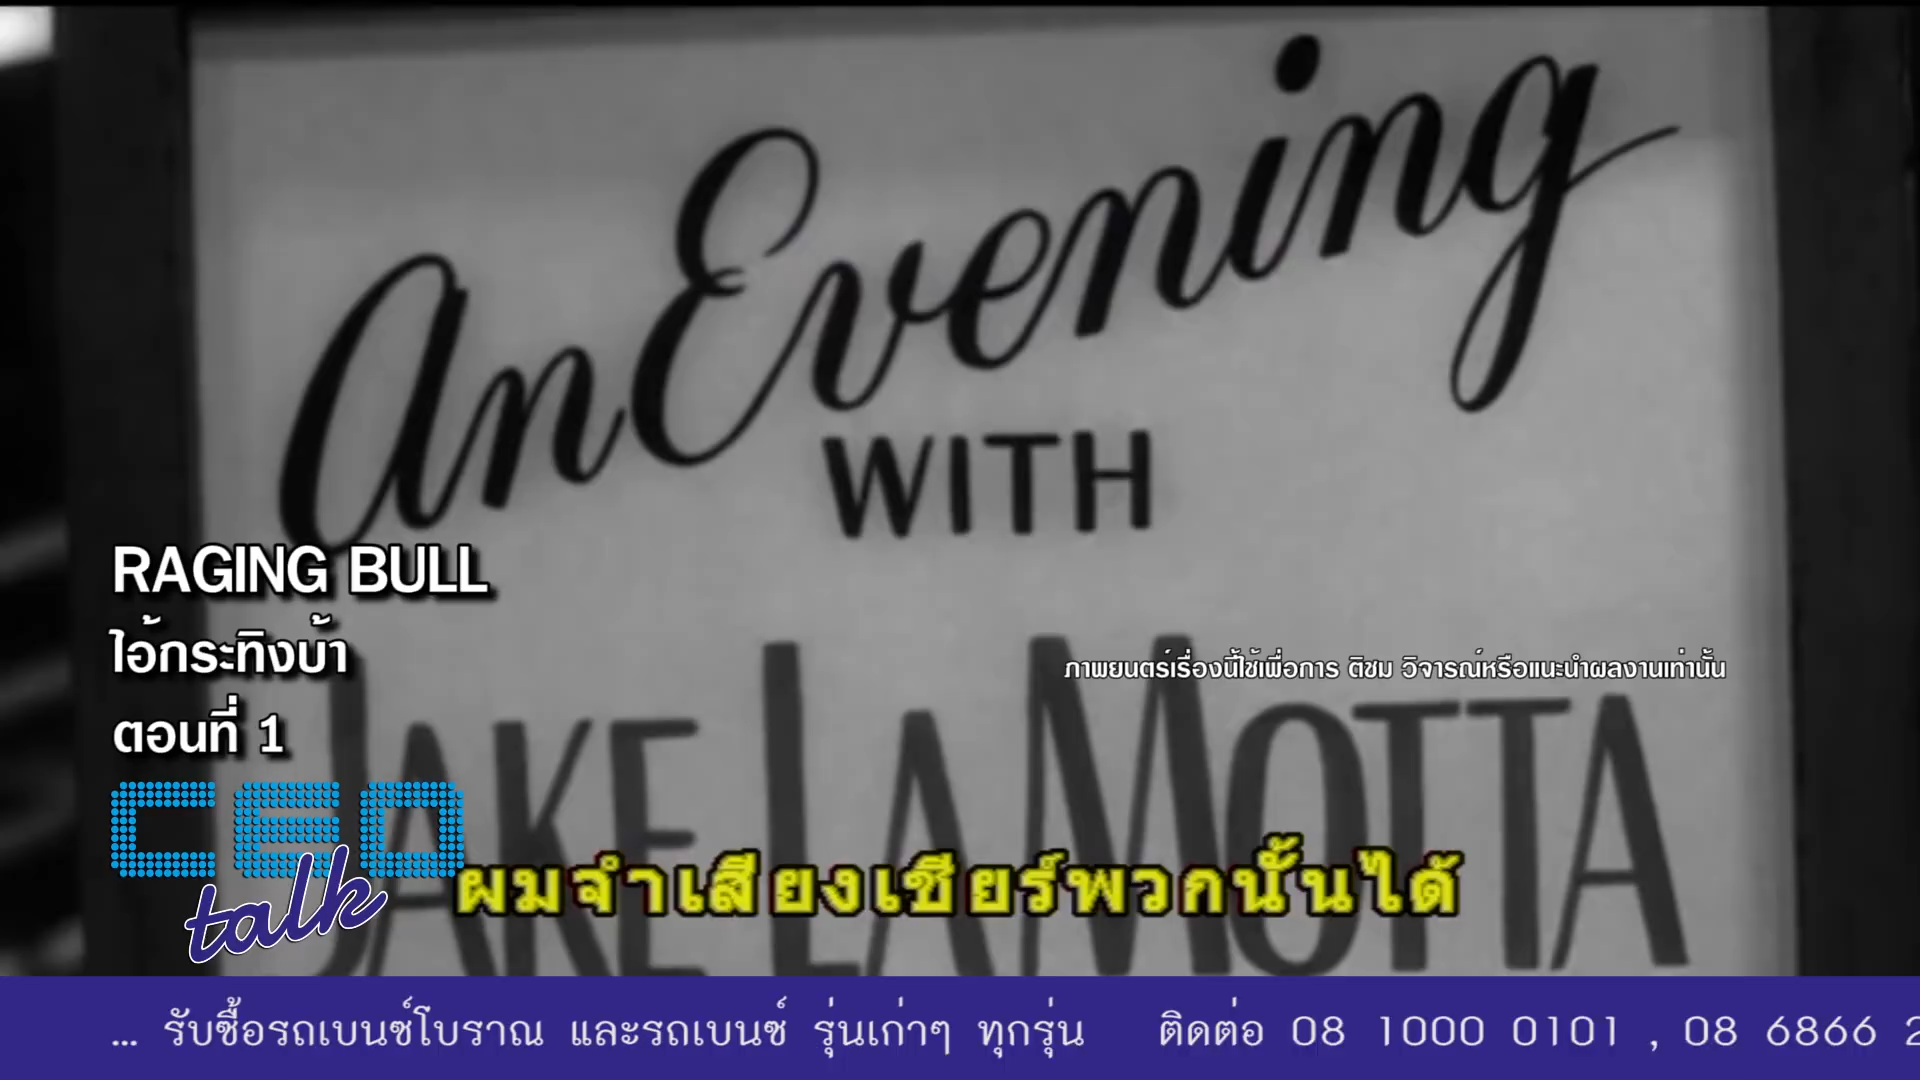 An Evening
WITH
JAKE LAMOTTA
RAGING BULL
ไอ้กระทิงบ้า
ตอนที่ 1
ภาพยนตร์เรื่องนี้ใช้เพื่อการ ติชม วิจารณ์หรือแนะนำผลงานเท่านั้น
CEO
talk
ผมจำเสียงเชียร์พวกนั้นได้
... รับซื้อรถเบนซ์โบราณ และรถเบนซ์ รุ่นเก่าๆ ทุกรุ่น ติดต่อ 08 1000 0101 , 08 6866 2